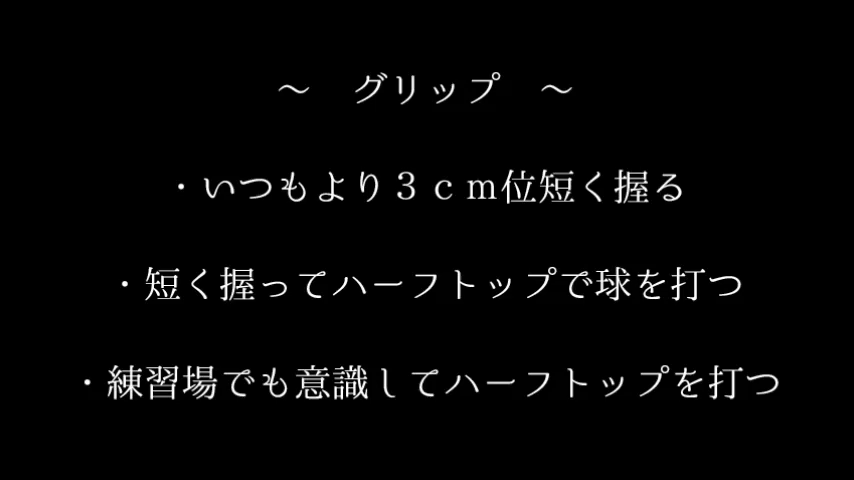 ～　グリップ　～
・いつもより３ｃｍ位短く握る
・短く握ってハーフトップで球を打つ
・練習場でも意識してハーフトップを打つ